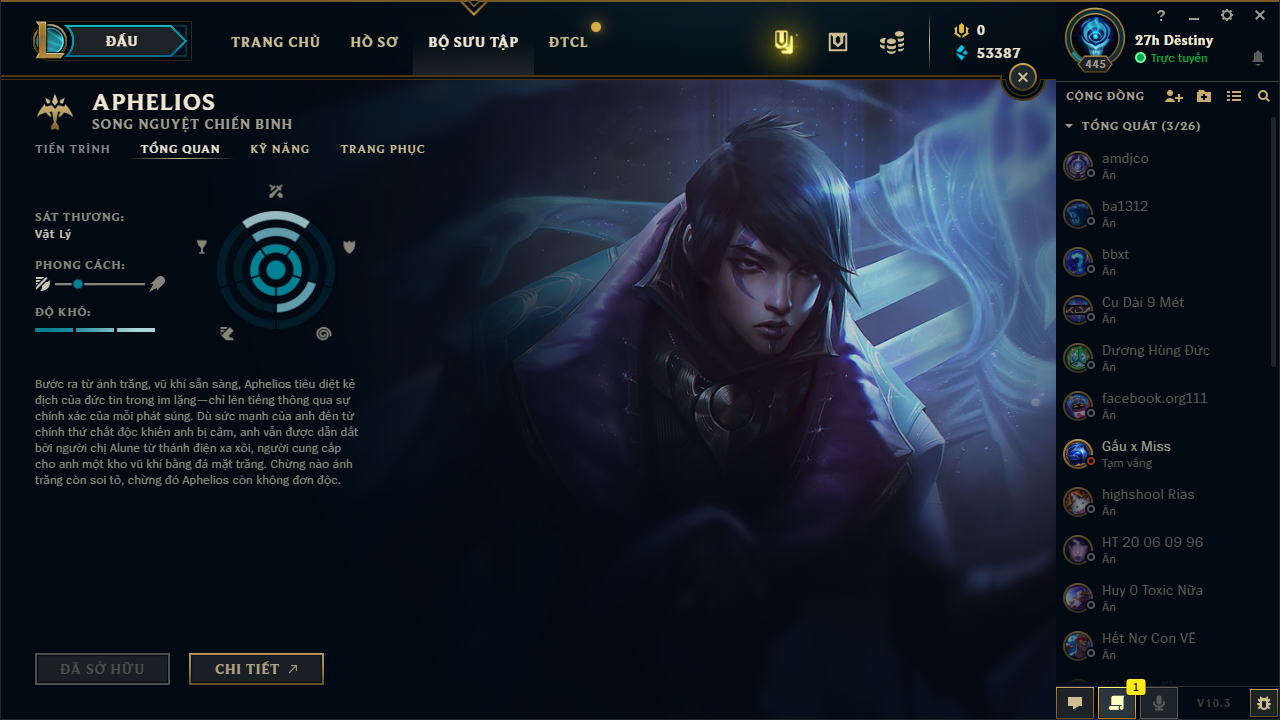 ĐẤU
TRANG CHỦ
HỒ SƠ
BỘ SƯU TẬP
ĐTCL
0
53387
445
?
27h Dëstiny
Trực tuyến
APHELIOS
SONG NGUYỆT CHIẾN BINH
TIẾN TRÌNH
TỔNG QUAN
KỸ NĂNG
TRANG PHỤC
SÁT THƯƠNG:
Vật Lý
PHONG CÁCH:
ĐỘ KHÓ:
Bước ra từ ánh trăng, vũ khí sẵn sàng, Aphelios tiêu diệt kẻ
địch của đức tin trong im lặng—chỉ lên tiếng thông qua sự
chính xác của mỗi phát súng. Dù sức mạnh của anh đến từ
chính thứ chất độc khiến anh bị câm, anh vẫn được dẫn dắt
bởi người chị Alune từ thánh điện xa xôi, người cung cấp
cho anh một kho vũ khí bằng đá mặt trăng. Chừng nào ánh
trăng còn soi tỏ, chừng đó Aphelios còn không đơn độc.
ĐÃ SỞ HỮU
CHI TIẾT
CỘNG ĐỒNG
TỔNG QUÁT (3/26)
amdjco
Ẩn
ba1312
Ẩn
bbxt
Ẩn
Cu Dài 9 Mét
Ẩn
Dương Hùng Đức
Ẩn
facebook.org111
Ẩn
Gấu x Miss
Tạm vắng
highshool Rias
Ẩn
HT 20 06 09 96
Ẩn
Huy 0 Toxic Nữa
Ẩn
Hết Nợ Con VỀ
Ẩn
1
V10.3